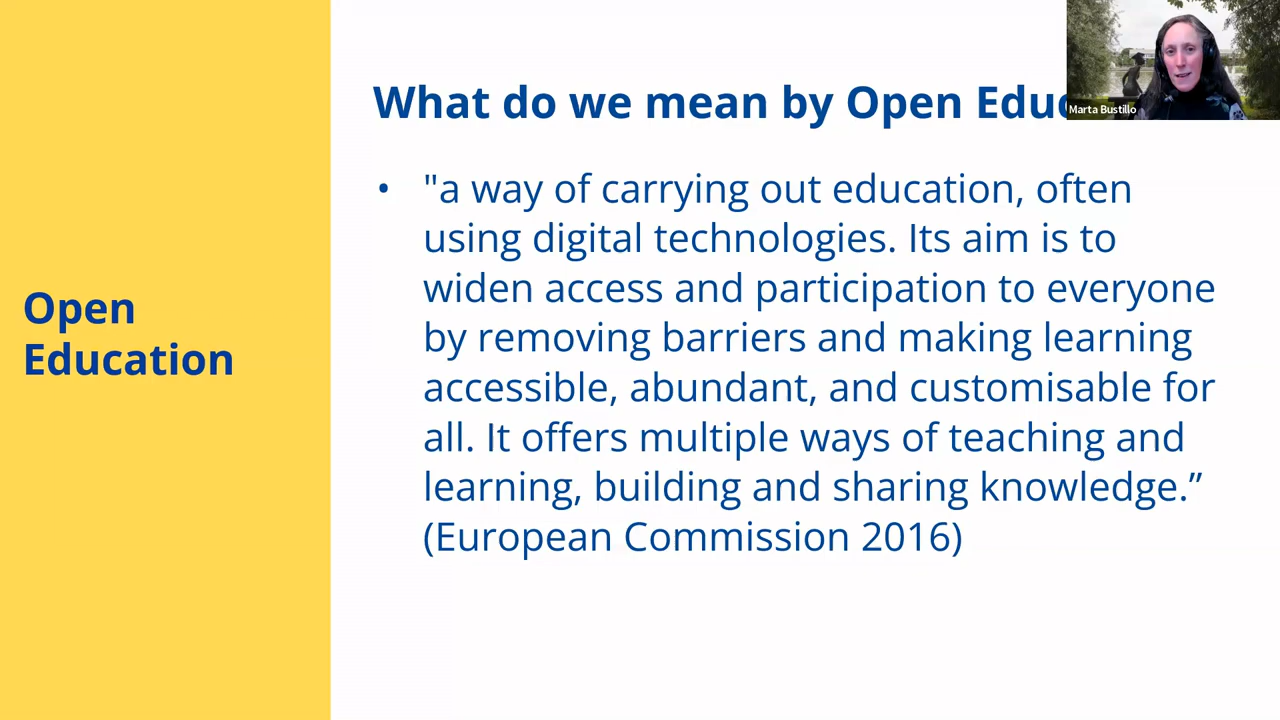 What do we mean by Open Educ
Marta Bustillo
• "a way of carrying out education, often
using digital technologies. Its aim is to
widen access and participation to everyone
by removing barriers and making learning
accessible, abundant, and customisable for
all. It offers multiple ways of teaching and
learning, building and sharing knowledge.”
(European Commission 2016)
Open
Education